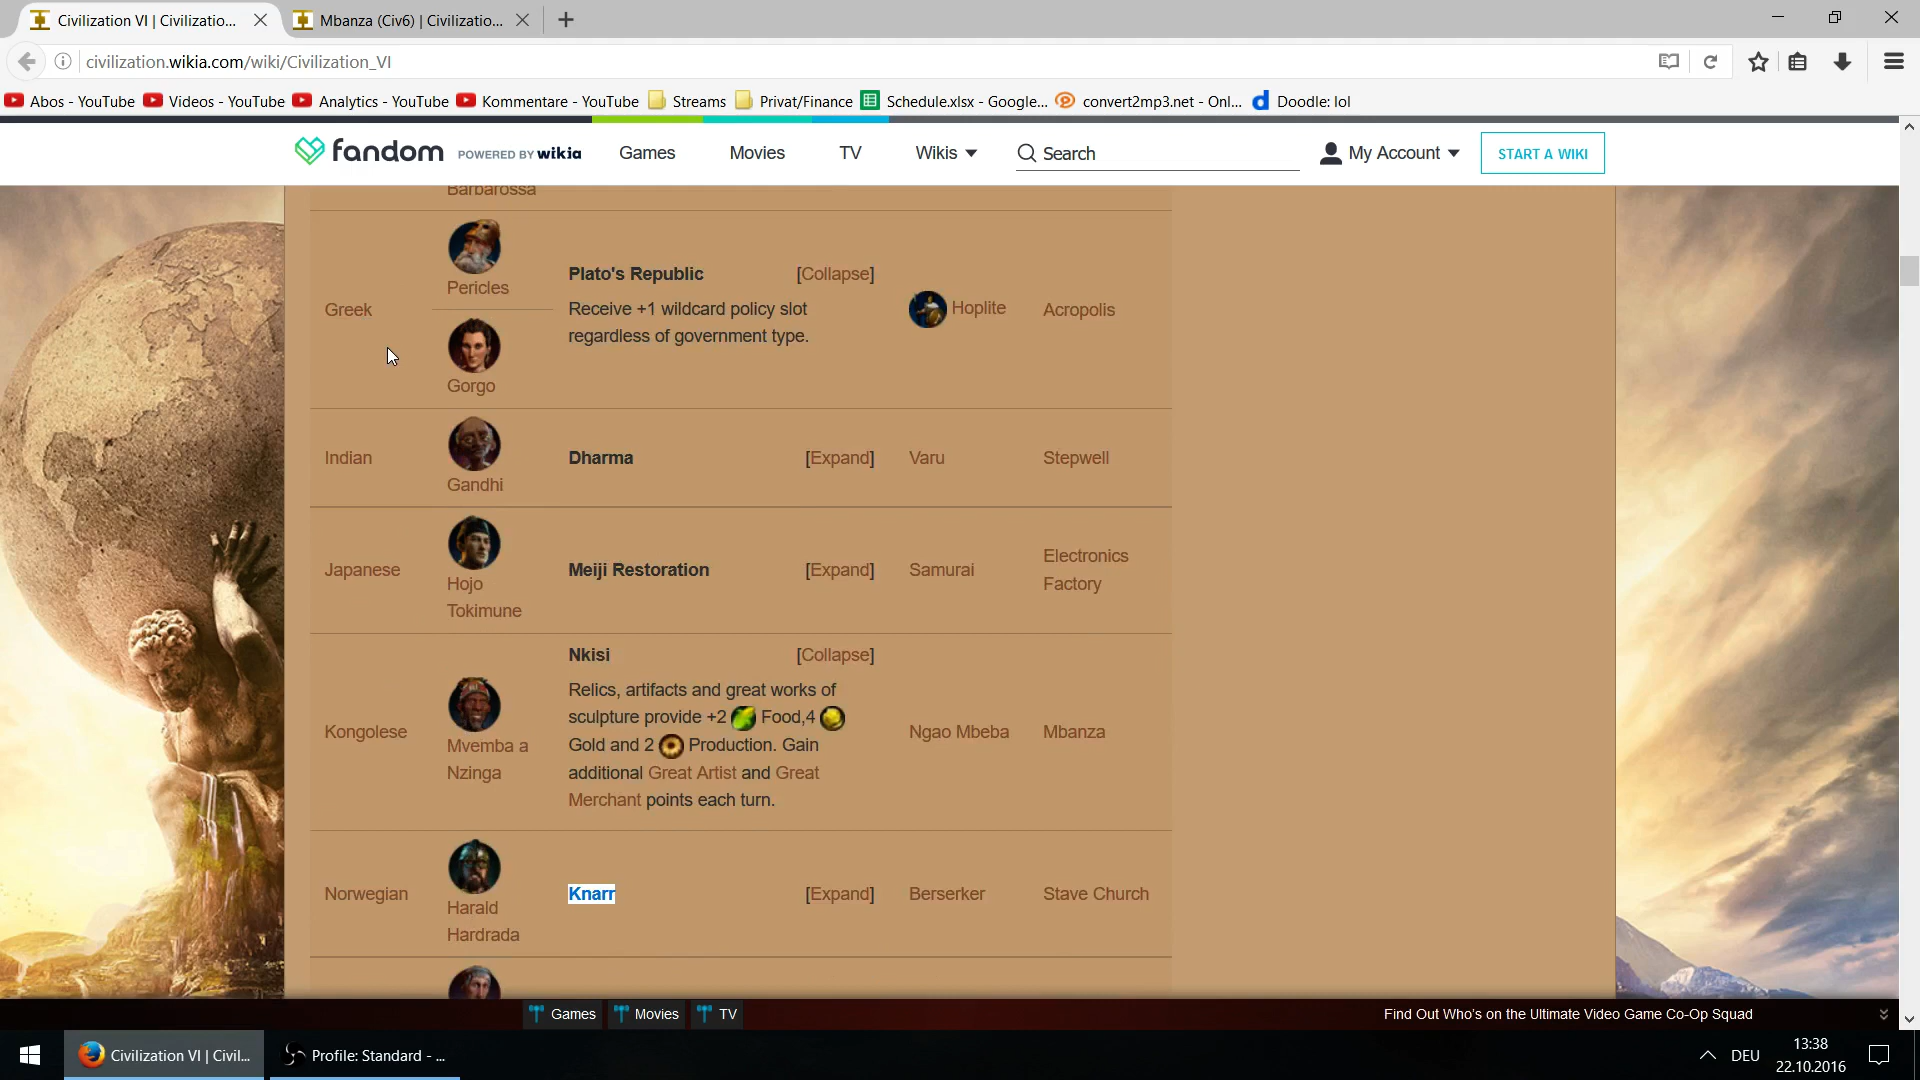 Civilization VI | Civilizatio...
Mbanza (Civ6) | Civilizatio...
civilization.wikia.com/wiki/Civilization_VI
Abos - YouTube Videos - YouTube Analytics - YouTube Kommentare - YouTube Streams Privat/Finance Schedule.xlsx - Google... convert2mp3.net - Onl... Doodle: lol
fandom POWERED BY wikia Games Movies TV Wikis Search My Account START A WIKI
Barbarossa
Greek
Pericles
Gorgo
Plato's Republic [Collapse]
Receive +1 wildcard policy slot
regardless of government type.
Hoplite
Acropolis
Indian
Gandhi
Dharma [Expand]
Varu
Stepwell
Japanese
Hojo
Tokimune
Meiji Restoration [Expand]
Samurai
Electronics
Factory
Kongolese
Mvemba a
Nzinga
Nkisi [Collapse]
Relics, artifacts and great works of
sculpture provide +2 Food,4
Gold and 2 Production. Gain
additional Great Artist and Great
Merchant points each turn.
Ngao Mbeba
Mbanza
Norwegian
Harald
Hardrada
Knarr [Expand]
Berserker
Stave Church
Games Movies TV
Find Out Who's on the Ultimate Video Game Co-Op Squad
Civilization VI | Civil...
Profile: Standard - ...
DEU
13:38
22.10.2016